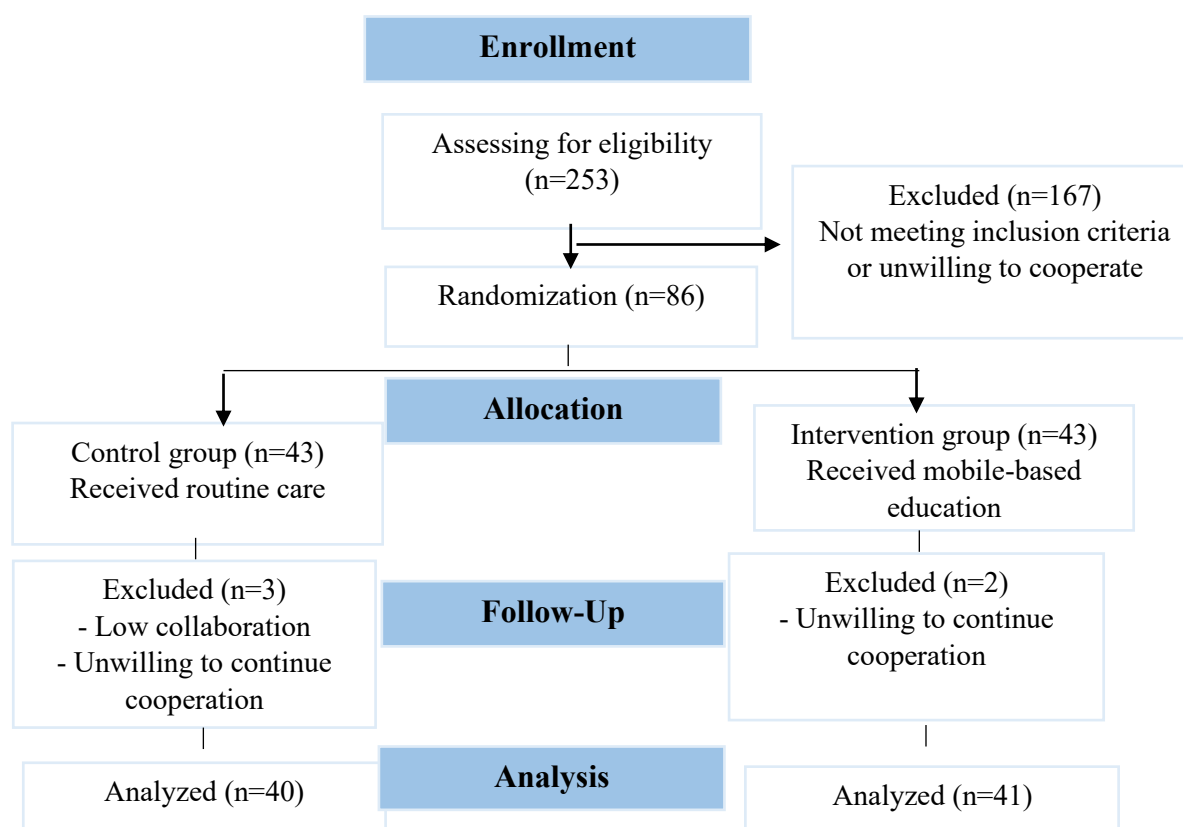 Enrollment
Assessing for eligibility
(n=253)
Excluded (n=167)
Not meeting inclusion criteria
or unwilling to cooperate
Randomization (n=86)
Allocation
Control group (n=43)
Received routine care
Intervention group (n=43)
Received mobile-based
education
Excluded (n=3)
- Low collaboration
- Unwilling to continue
cooperation
Follow-Up
Excluded (n=2)
- Unwilling to continue
cooperation
Analysis
Analyzed (n=40)
Analyzed (n=41)